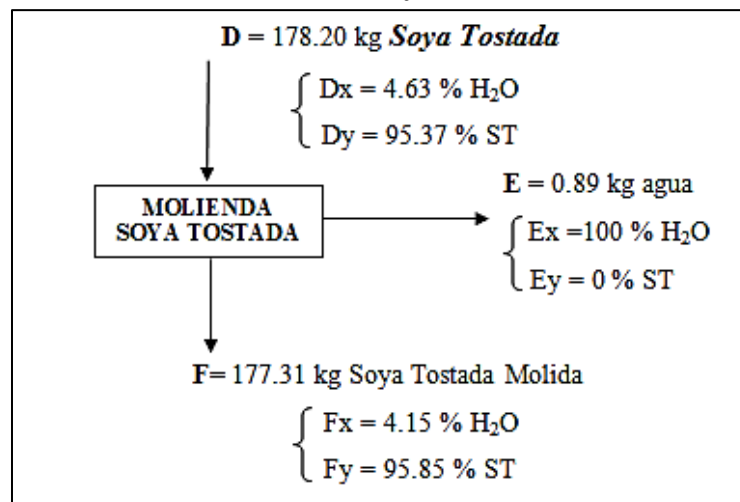 D = 178.20 kg Soya Tostada
Dx = 4.63 % H₂O
Dy = 95.37 % ST
MOLIENDA
SOYA TOSTADA
E = 0.89 kg agua
Ex =100 % H₂O
Ey = 0 % ST
F= 177.31 kg Soya Tostada Molida
Fx = 4.15 % H₂O
Fy = 95.85 % ST